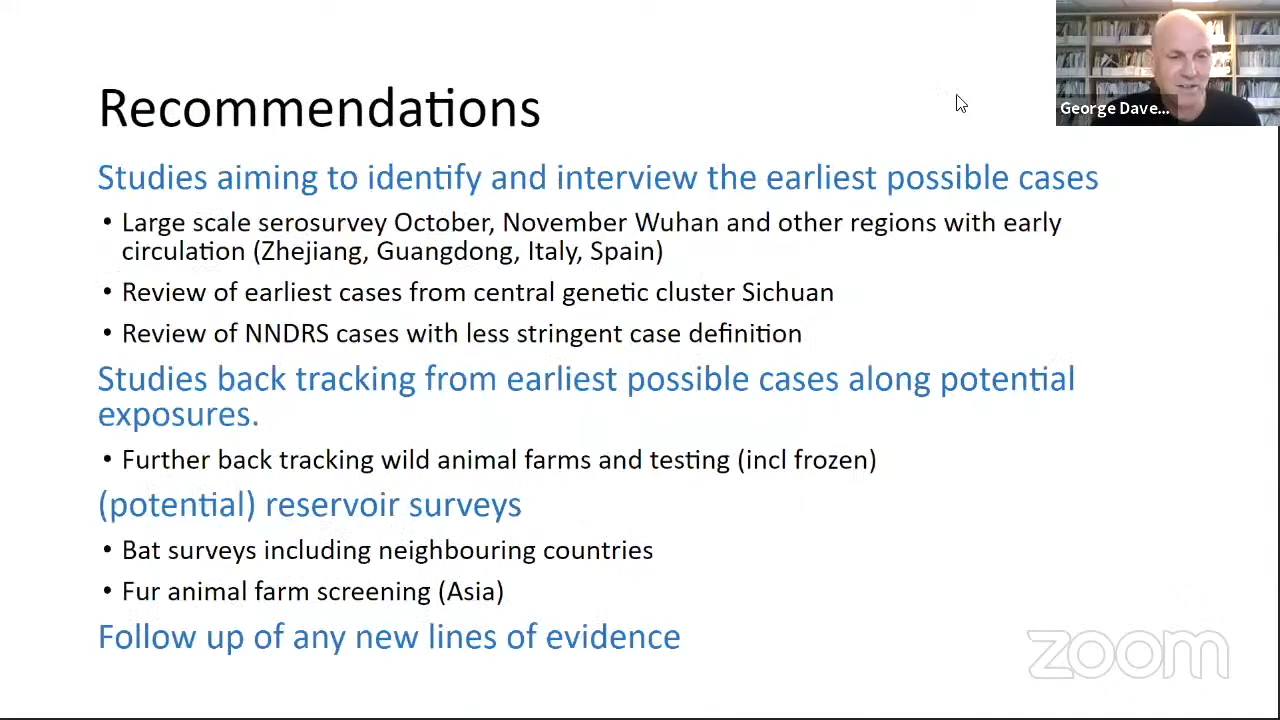 Recommendations
George Dave...
Studies aiming to identify and interview the earliest possible cases
• Large scale serosurvey October, November Wuhan and other regions with early
circulation (Zhejiang, Guangdong, Italy, Spain)
• Review of earliest cases from central genetic cluster Sichuan
• Review of NNDRS cases with less stringent case definition
Studies back tracking from earliest possible cases along potential
exposures.
• Further back tracking wild animal farms and testing (incl frozen)
(potential) reservoir surveys
• Bat surveys including neighbouring countries
• Fur animal farm screening (Asia)
Follow up of any new lines of evidence
zoom